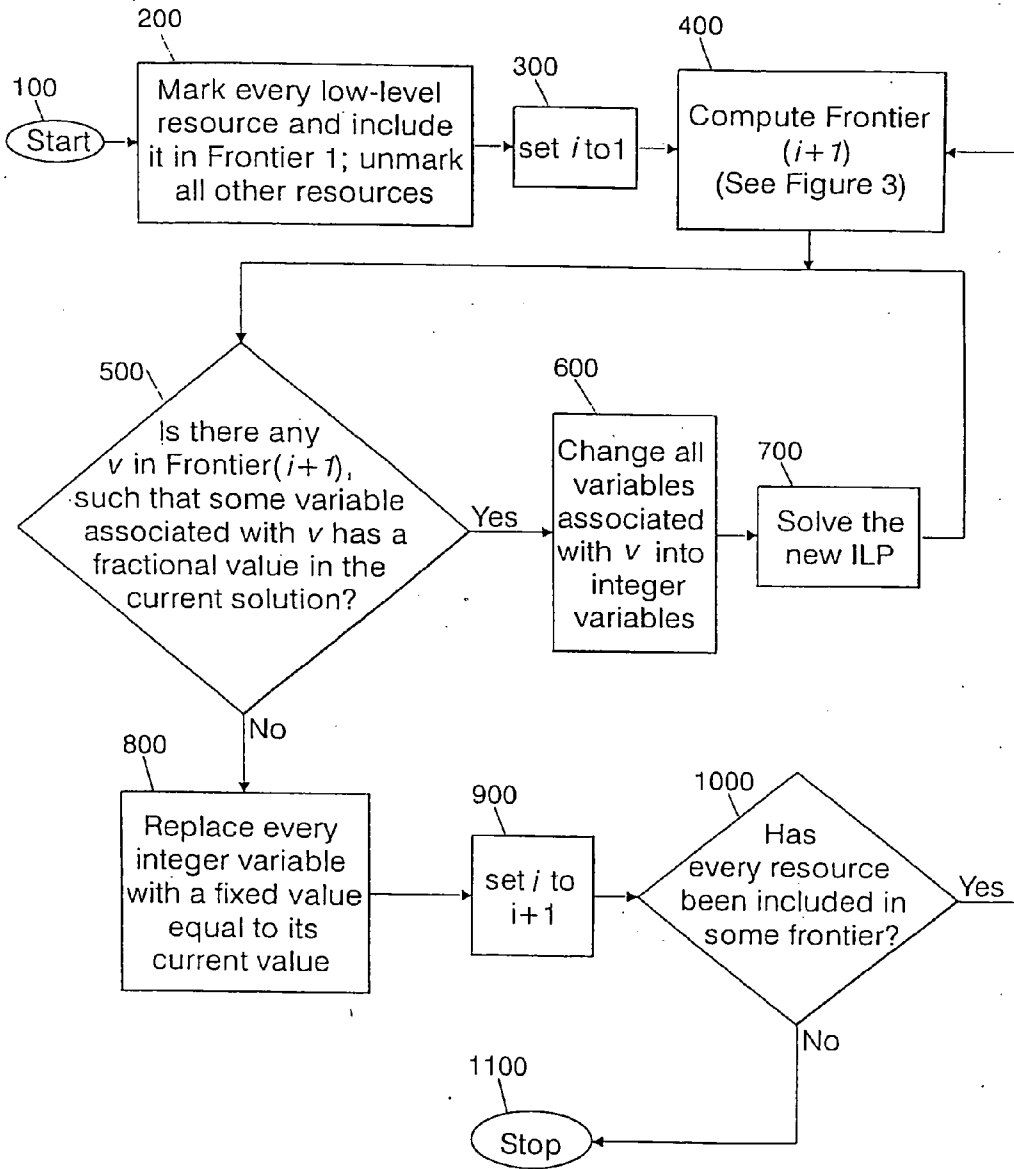 100
Start
200
Mark every low-level
resource and include
it in Frontier 1; unmark
all other resources
300
set i to1
400
Compute Frontier
(i+1)
(See Figure 3)
500
Is there any
v in Frontier(i+1),
such that some variable
associated with v has a
fractional value in the
current solution?
Yes
600
Change all
variables
associated
with v into
integer
variables
700
Solve the
new ILP
No
800
Replace every
integer variable
with a fixed value
equal to its
current value
900
set i to
i+1
1000
Has
every resource
been included in
some frontier?
Yes
No
1100
Stop